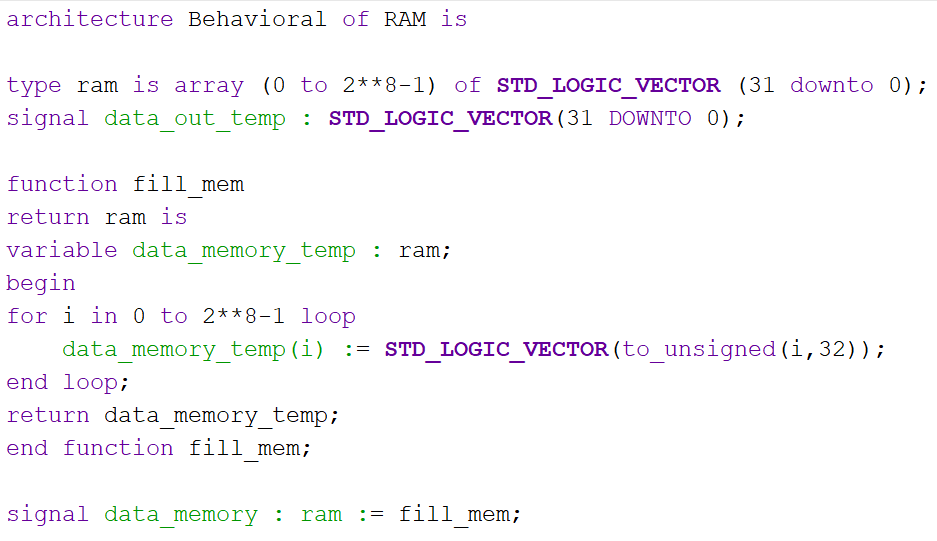 architecture Behavioral of RAM is
type ram is array (0 to 2**8-1) of STD_LOGIC_VECTOR (31 downto 0);
signal data_out_temp : STD_LOGIC_VECTOR(31 DOWNTO 0);
function fill_mem
return ram is
variable data_memory_temp : ram;
begin
for i in 0 to 2**8-1 loop
    data_memory_temp(i) := STD_LOGIC_VECTOR(to_unsigned(i,32));
end loop;
return data_memory_temp;
end function fill_mem;
signal data_memory : ram := fill_mem;